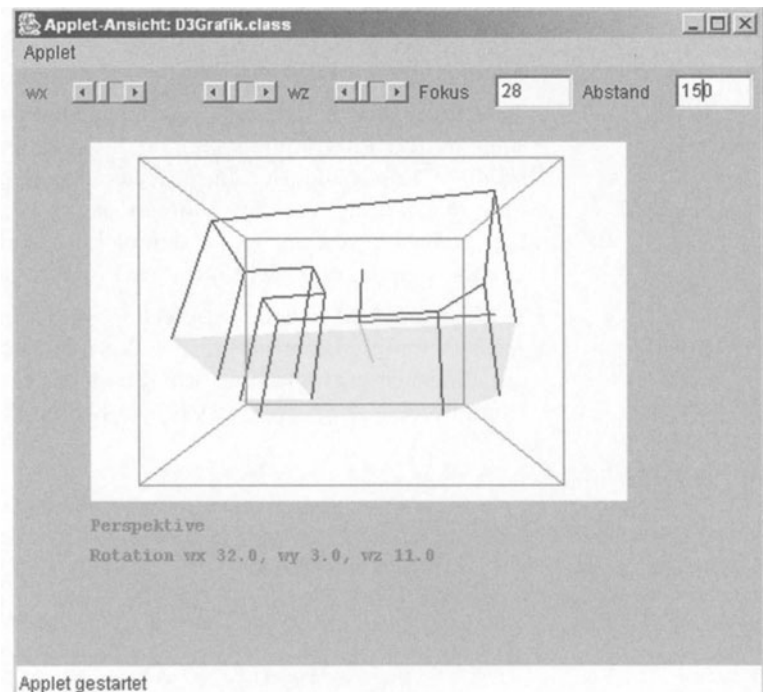 Applet-Ansicht: D3Grafik.class
Applet
wx wz Fokus 28 Abstand 150
Perspektive
Rotation wx 32.0, wy 3.0, wz 11.0
Applet gestartet